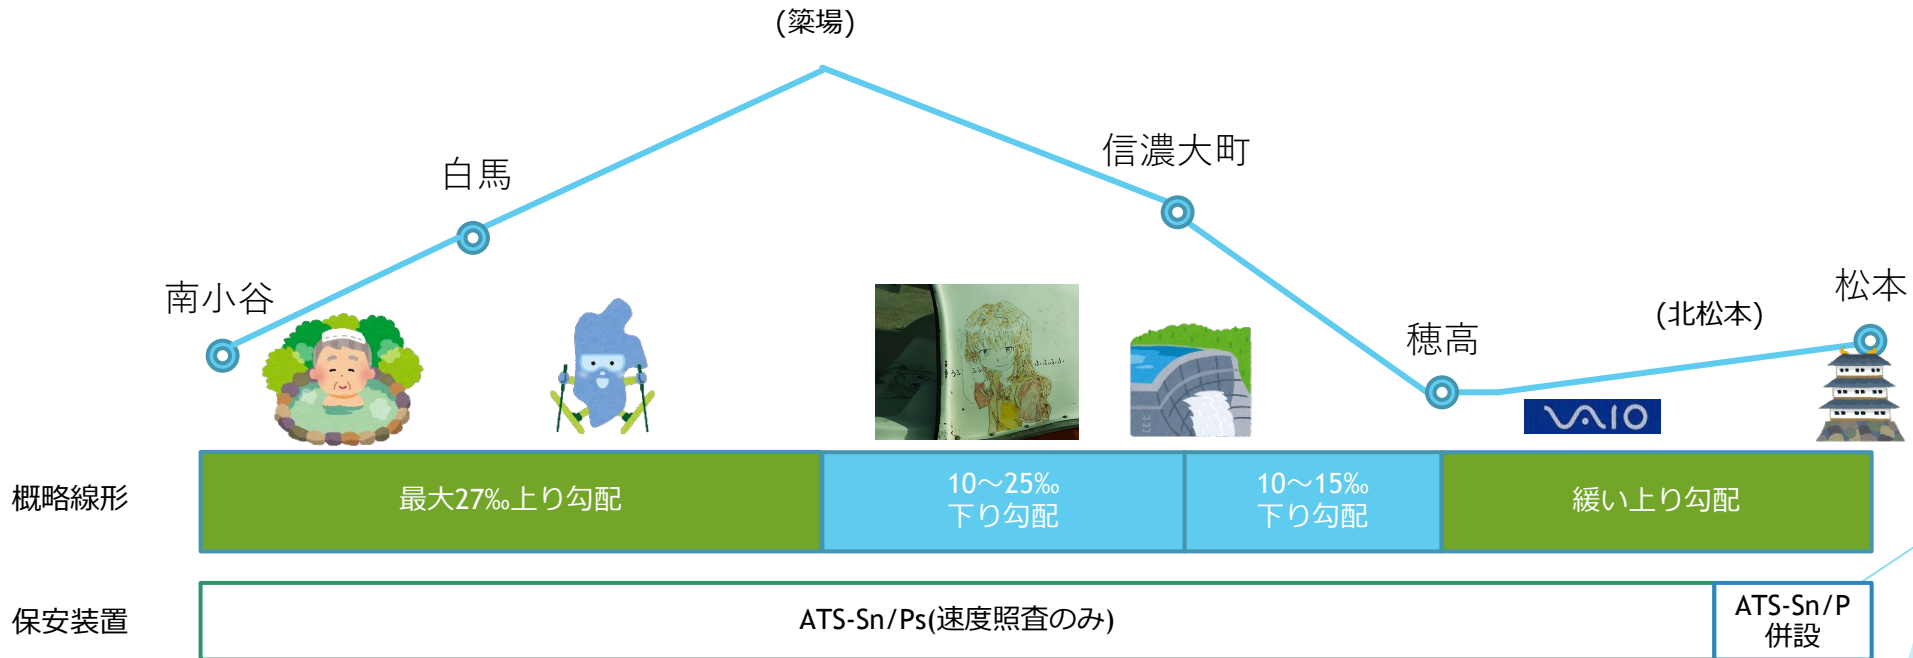 (簗場)
信濃大町
白馬
南小谷
松本
(北松本)
穂高
VAIO
概略線形
最大27‰上り勾配
10～25‰
下り勾配
10～15‰
下り勾配
緩い上り勾配
保安装置
ATS-Sn/Ps(速度照査のみ)
ATS-Sn/P
併設